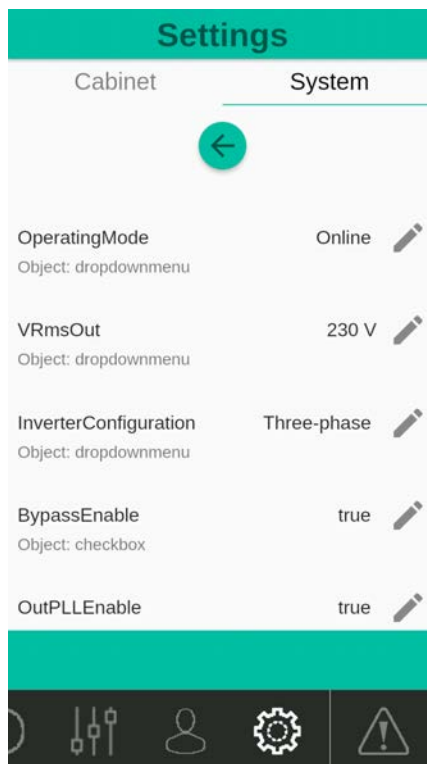 Settings
Cabinet System
OperatingMode Online
Object: dropdownmenu
VRmsOut 230 V
Object: dropdownmenu
InverterConfiguration Three-phase
Object: dropdownmenu
BypassEnable true
Object: checkbox
OutPLLEnable true